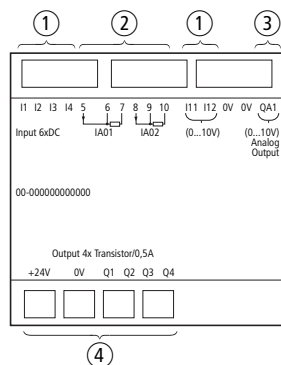 1 2 1 3
I1 I2 I3 I4 5 6 7 8 9 10 I11 I12 0V 0V QA1
Input 6xDC IA01 IA02 (0...10V) (0...10V)
Analog
Output
00-000000000000
Output 4x Transistor/0,5A
+24V 0V Q1 Q2 Q3 Q4
4